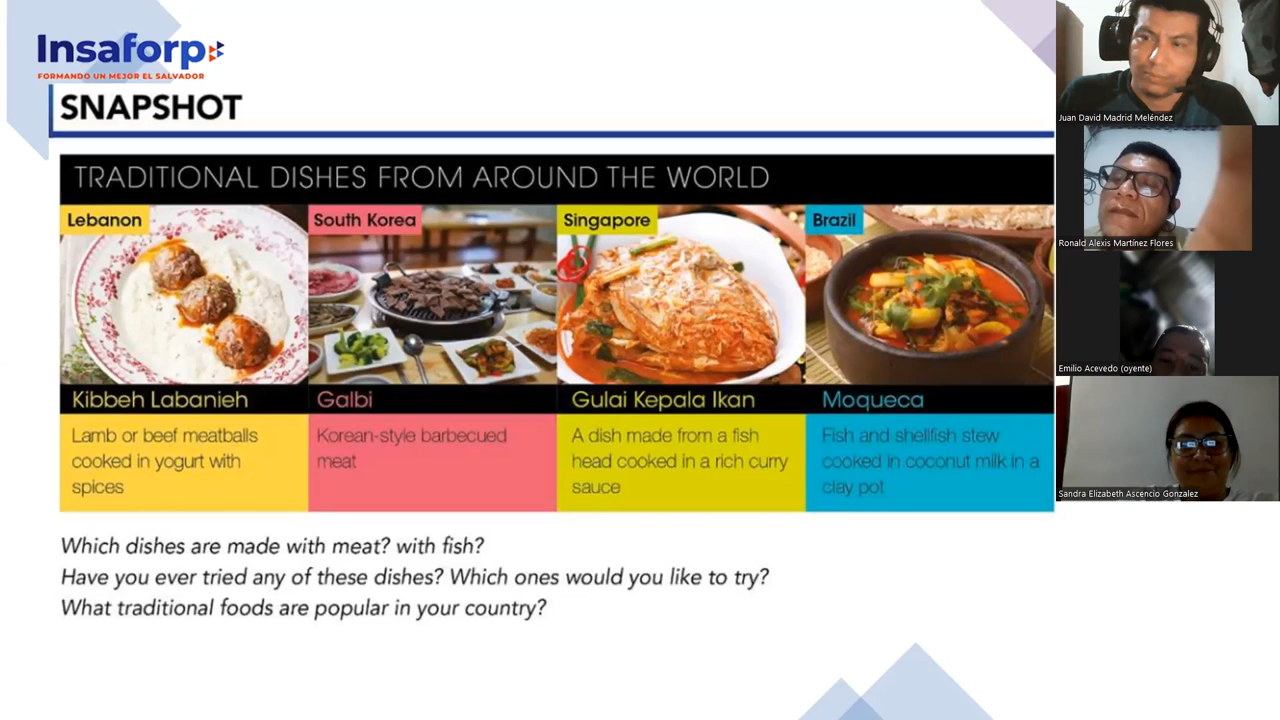 Insaforp
FORMANDO UN MEJOR EL SALVADOR
SNAPSHOT
TRADITIONAL DISHES FROM AROUND THE WORLD
Lebanon
South Korea
Singapore
Brazil
Kibbeh Labanieh
Galbi
Gulai Kepala Ikan
Moqueca
Lamb or beef meatballs
cooked in yogurt with
spices
Korean-style barbecued
meat
A dish made from a fish
head cooked in a rich curry
sauce
Fish and shellfish stew
cooked in coconut milk in a
clay pot
Which dishes are made with meat? with fish?
Have you ever tried any of these dishes? Which ones would you like to try?
What traditional foods are popular in your country?
Juan David Madrid Meléndez
Ronald Alexis Martínez Flores
Emilio Acevedo (oyente)
Sandra Elizabeth Ascencio Gonzalez